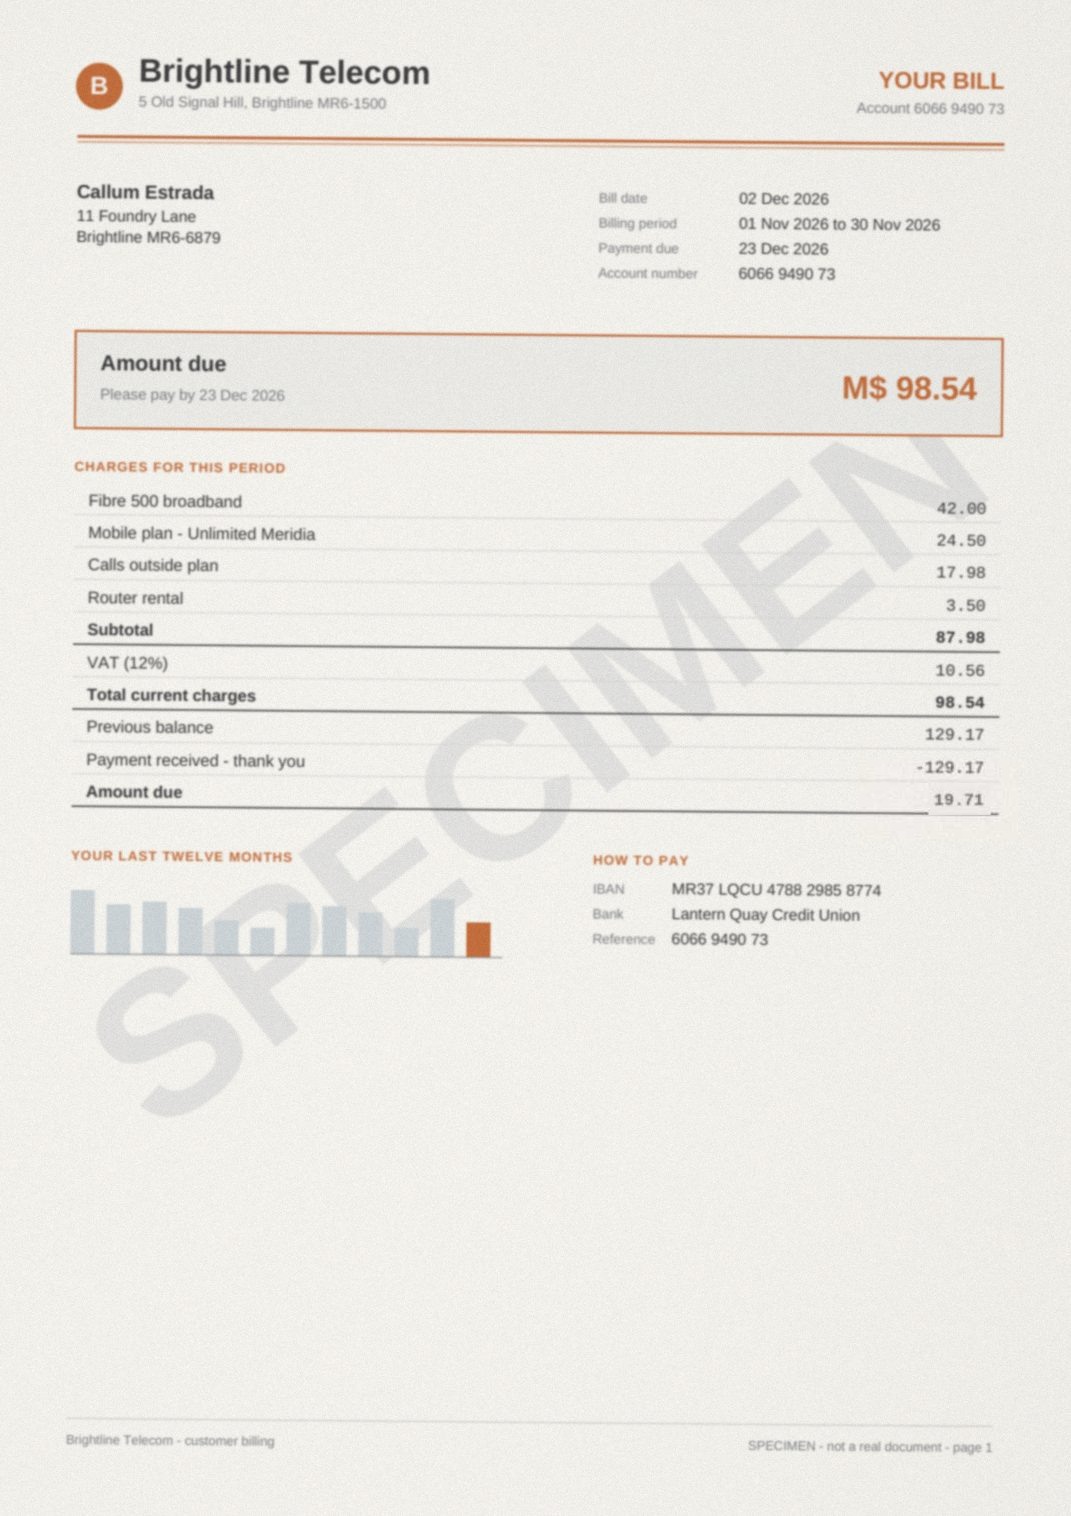 B
Brightline Telecom
5 Old Signal Hill, Brightline MR6-1500
YOUR BILL
Account 6066 9490 73
Callum Estrada
11 Foundry Lane
Brightline MR6-6879
Bill date 02 Dec 2026
Billing period 01 Nov 2026 to 30 Nov 2026
Payment due 23 Dec 2026
Account number 6066 9490 73
Amount due
Please pay by 23 Dec 2026
M$ 98.54
CHARGES FOR THIS PERIOD
Fibre 500 broadband 42.00
Mobile plan - Unlimited Meridia 24.50
Calls outside plan 17.98
Router rental 3.50
Subtotal 87.98
VAT (12%) 10.56
Total current charges 98.54
Previous balance 129.17
Payment received - thank you -129.17
Amount due 19.71
YOUR LAST TWELVE MONTHS
HOW TO PAY
IBAN MR37 LQCU 4788 2985 8774
Bank Lantern Quay Credit Union
Reference 6066 9490 73
SPECIMEN
Brightline Telecom - customer billing
SPECIMEN - not a real document - page 1